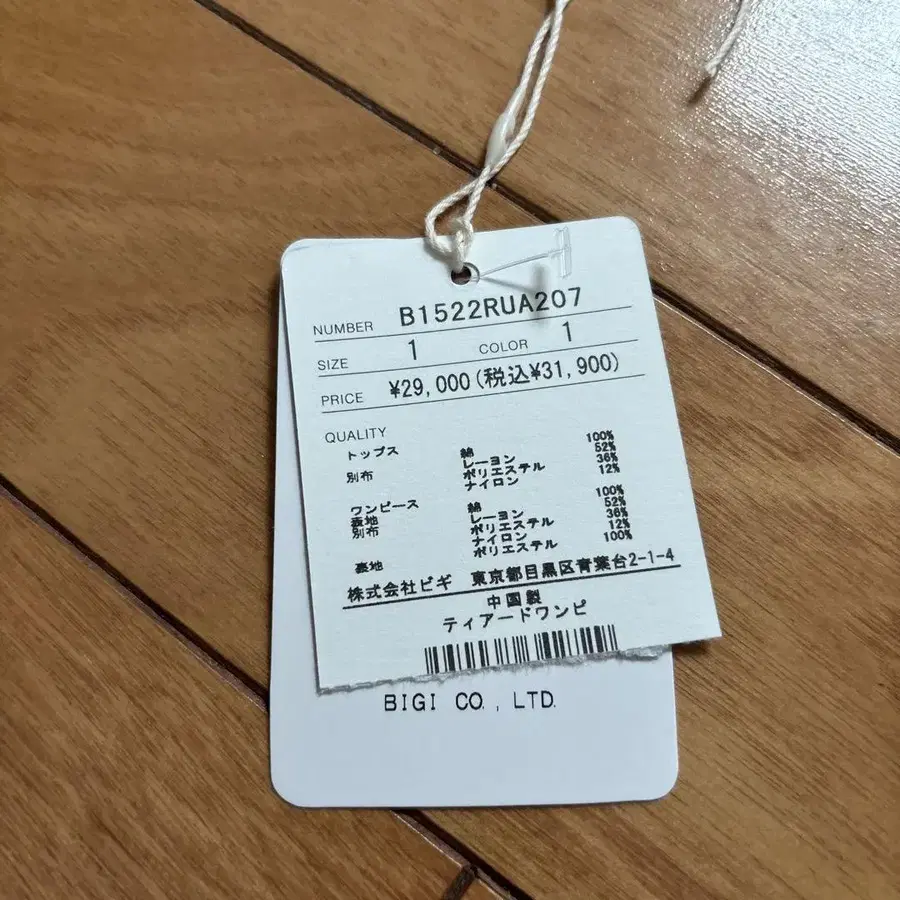 NUMBER B1522RUA207
SIZE 1 COLOR 1
PRICE ¥29,000(税込¥31,900)
QUALITY
トップス 綿 100%
別布 レーヨン 52%
ポリエステル 36%
ナイロン 12%
ワンピース
表地 綿 100%
別布 レーヨン 52%
ポリエステル 36%
ナイロン 12%
裏地 ポリエステル 100%
株式会社ビギ 東京都目黒区青葉台2-1-4
中国製
ティアードワンピ
BIGI CO., LTD.